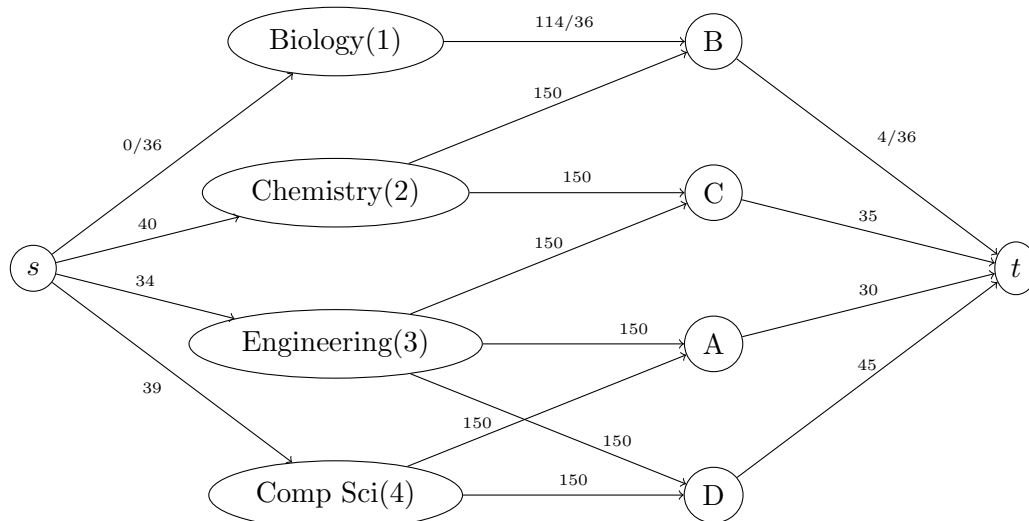 Biology(1)
114/36
B
150
0/36
4/36
Chemistry(2)
150
C
40
150
35
s
t
34
30
Engineering(3)
150
A
39
45
150
150
Comp Sci(4)
150
D